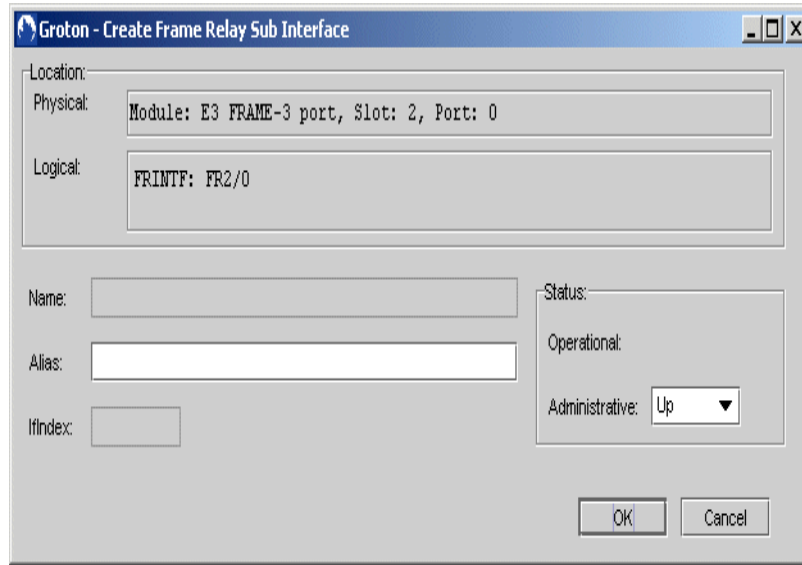 Groton - Create Frame Relay Sub Interface
Location:
Physical:
Module: E3 FRAME-3 port, Slot: 2, Port: 0
Logical:
FRINTF: FR2/0
Name:
Alias:
IfIndex:
Status:
Operational:
Administrative: Up
OK Cancel